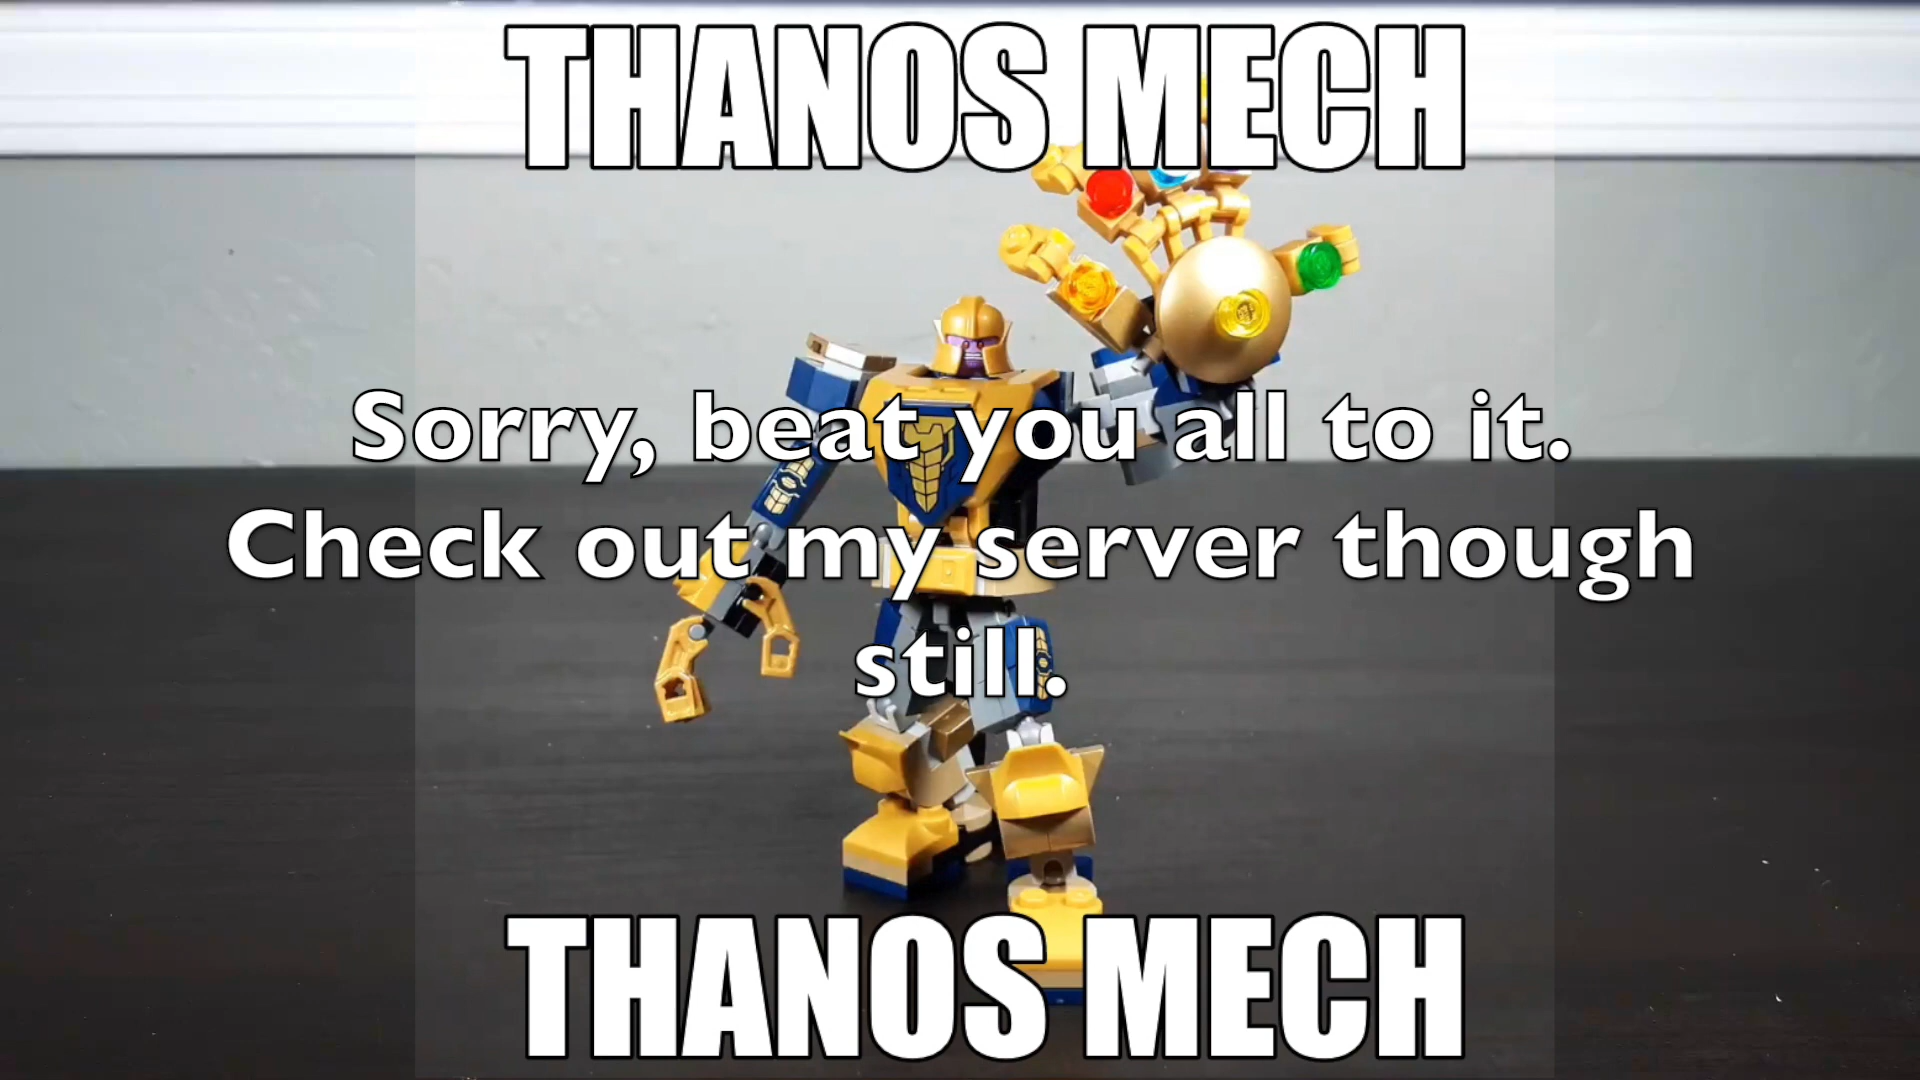 THANOS MECH
Sorry, beat you all to it.
Check out my server though
still.
THANOS MECH